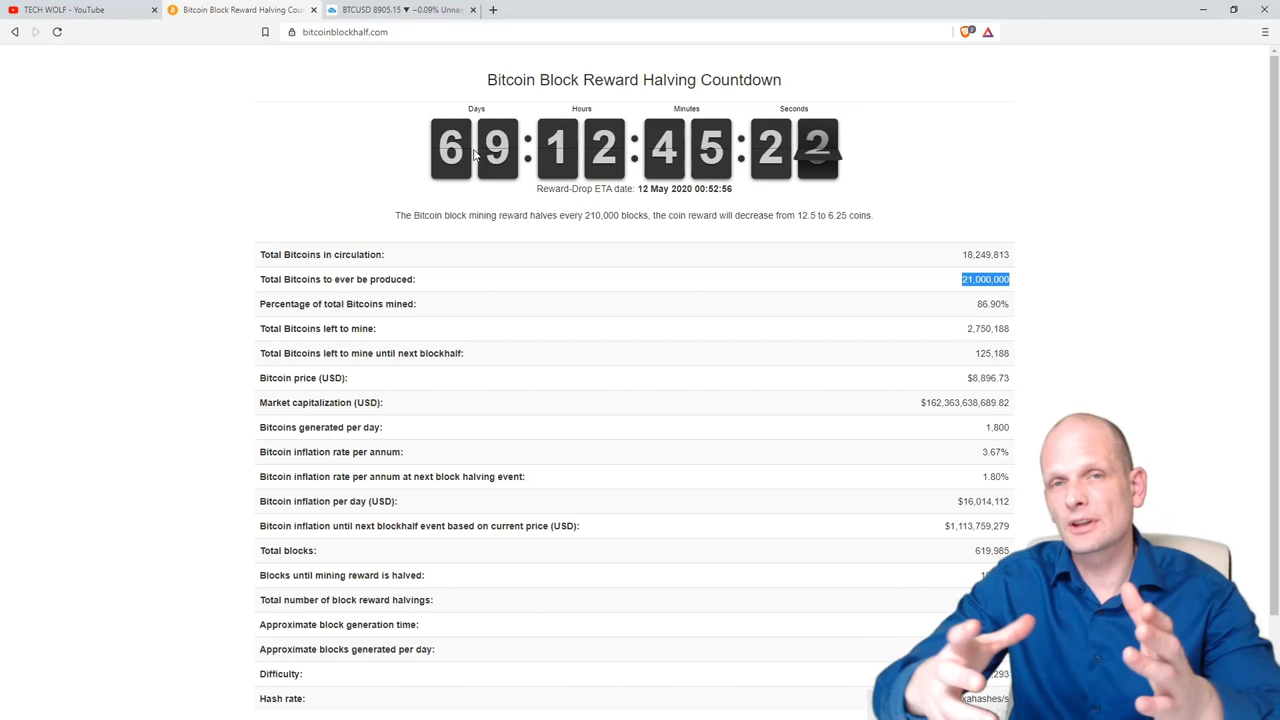 TECH WOLF - YouTube
Bitcoin Block Reward Halving Cou
BTCUSD 8905.15 ▼ −0.09% Unna
bitcoinblockhalf.com
Bitcoin Block Reward Halving Countdown
Days Hours Minutes Seconds
69:12:45:22
Reward-Drop ETA date: 12 May 2020 00:52:56
The Bitcoin block mining reward halves every 210,000 blocks, the coin reward will decrease from 12.5 to 6.25 coins.
Total Bitcoins in circulation: 18,249,813
Total Bitcoins to ever be produced: 21,000,000
Percentage of total Bitcoins mined: 86.90%
Total Bitcoins left to mine: 2,750,188
Total Bitcoins left to mine until next blockhalf: 125,188
Bitcoin price (USD): $8,896.73
Market capitalization (USD): $162,363,638,689.82
Bitcoins generated per day: 1,800
Bitcoin inflation rate per annum: 3.67%
Bitcoin inflation rate per annum at next block halving event: 1.80%
Bitcoin inflation per day (USD): $16,014,112
Bitcoin inflation until next blockhalf event based on current price (USD): $1,113,759,279
Total blocks: 619,985
Blocks until mining reward is halved:
Total number of block reward halvings:
Approximate block generation time:
Approximate blocks generated per day:
Difficulty: 293
Hash rate: xahashes/s